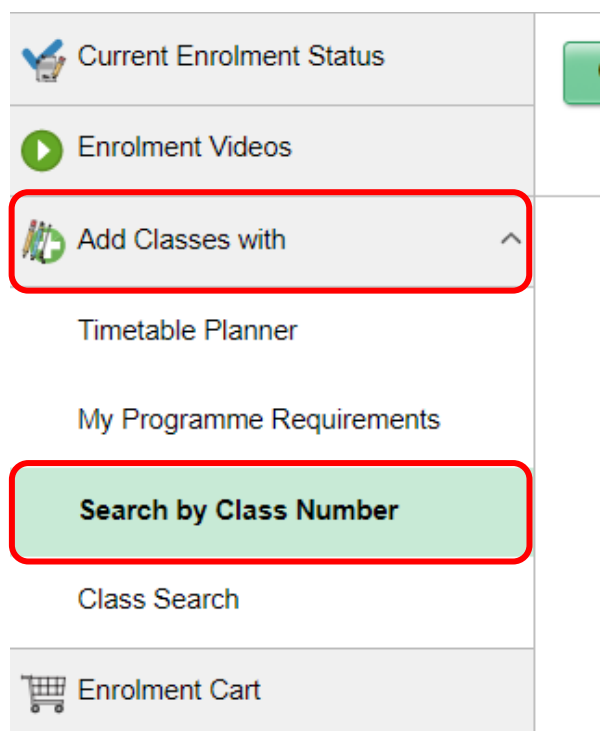 Current Enrolment Status
Enrolment Videos
Add Classes with
Timetable Planner
My Programme Requirements
Search by Class Number
Class Search
Enrolment Cart